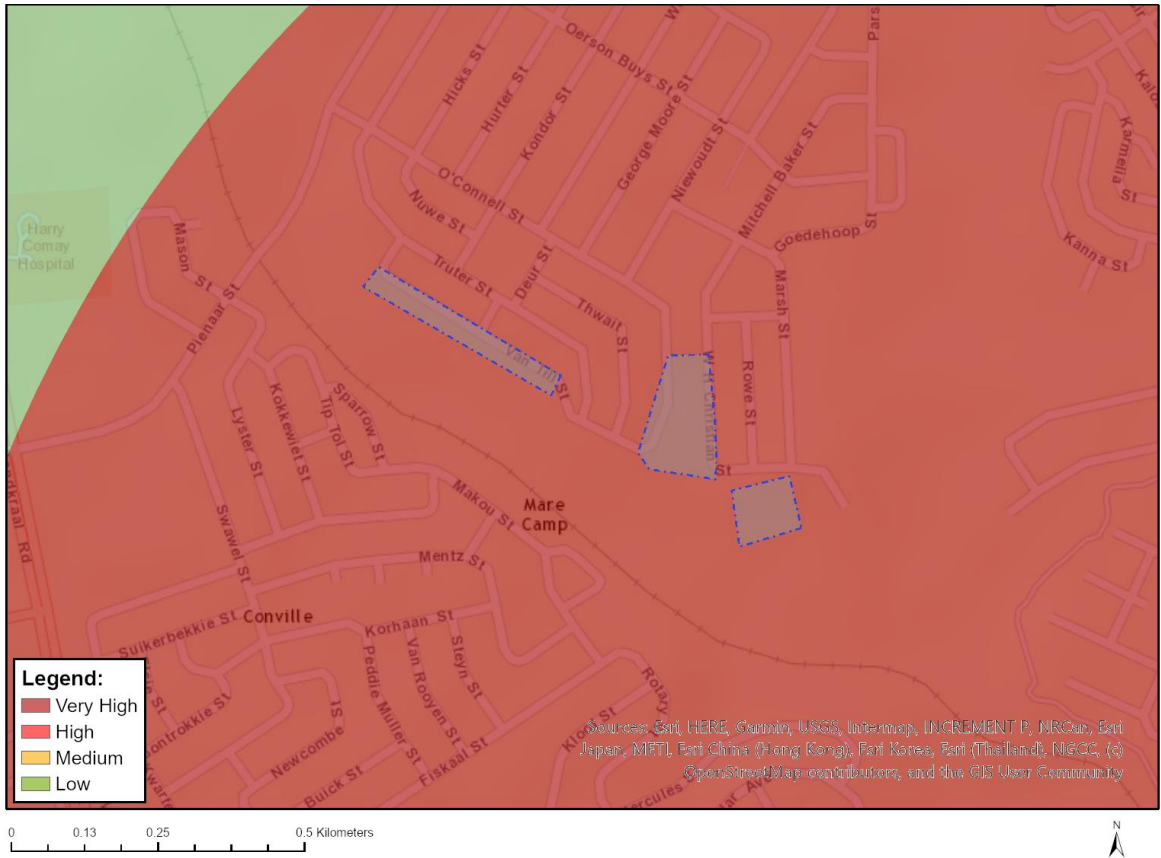 Hicks St
Hurter St
Kondor St
Oerson Buys St
George Moore St
Niewoudt St
Mitchell Baker St
Pars
Karmelia St
Kanna St
Goedehoop St
O'Connell St
Nuwe St
Truter St
Deur St
Thwait St
Marsh St
Rowe St
St
Harry
Comay
Hospital
Mason St
Pienaar St
Sparrow St
Tip Tol St
Kokkewiet St
Lyster St
Makou St
Mare
Camp
Swawel St
Mentz St
Conville
Suikerbekkie St
Korhaan St
Steyn St
Van Rooyen St
Peddie Muller St
Newcombe St
Buick St
Fiskaal St
Rotary
Legend:
Very High
High
Medium
Low
Sources: Esri, HERE, Garmin, USGS, Intermap, INCREMENT P, NRCan, Esri
Japan, METI, Esri China (Hong Kong), Esri Korea, Esri (Thailand), NGCC, (c)
OpenStreetMap contributors, and the GIS User Community
0 0.13 0.25 0.5 Kilometers
N